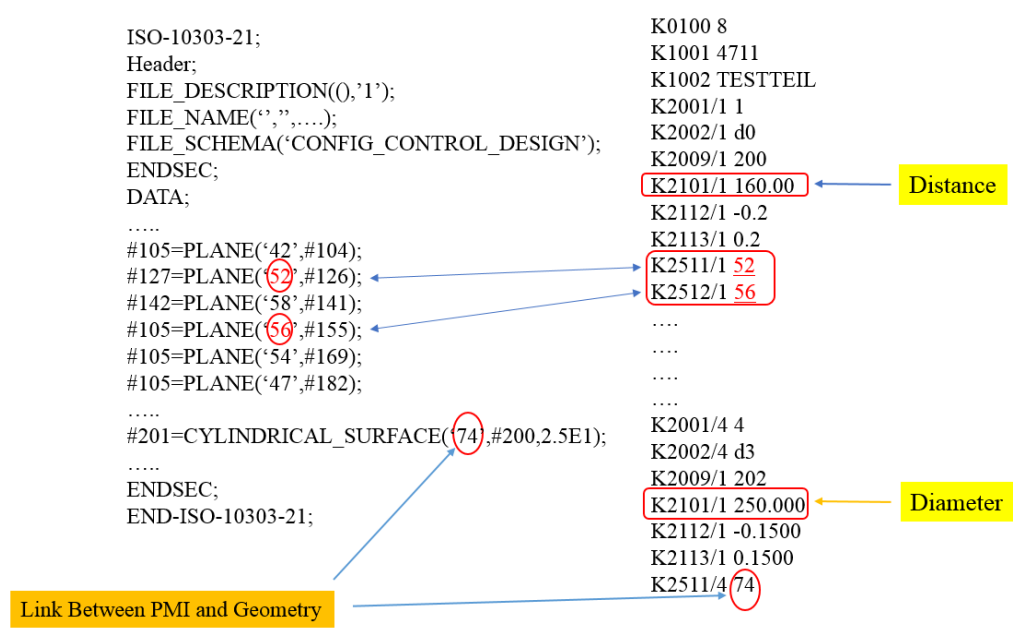 ISO-10303-21;
Header;
FILE_DESCRIPTION((),’1’);
FILE_NAME(‘’,’’,….);
FILE_SCHEMA(‘CONFIG_CONTROL_DESIGN’);
ENDSEC;
DATA;
…..
#105=PLANE(‘42’,#104);
#127=PLANE(‘52’,#126);
#142=PLANE(‘58’,#141);
#105=PLANE(‘56’,#155);
#105=PLANE(‘54’,#169);
#105=PLANE(‘47’,#182);
…..
#201=CYLINDRICAL_SURFACE(‘74’,#200,2.5E1);
…..
ENDSEC;
END-ISO-10303-21;
Link Between PMI and Geometry
K0100 8
K1001 4711
K1002 TESTTEIL
K2001/1 1
K2002/1 d0
K2009/1 200
K2101/1 160.00
Distance
K2112/1 -0.2
K2113/1 0.2
K2511/1 52
K2512/1 56
….
….
….
….
K2001/4 4
K2002/4 d3
K2009/1 202
K2101/1 250.000
Diameter
K2112/1 -0.1500
K2113/1 0.1500
K2511/4 74